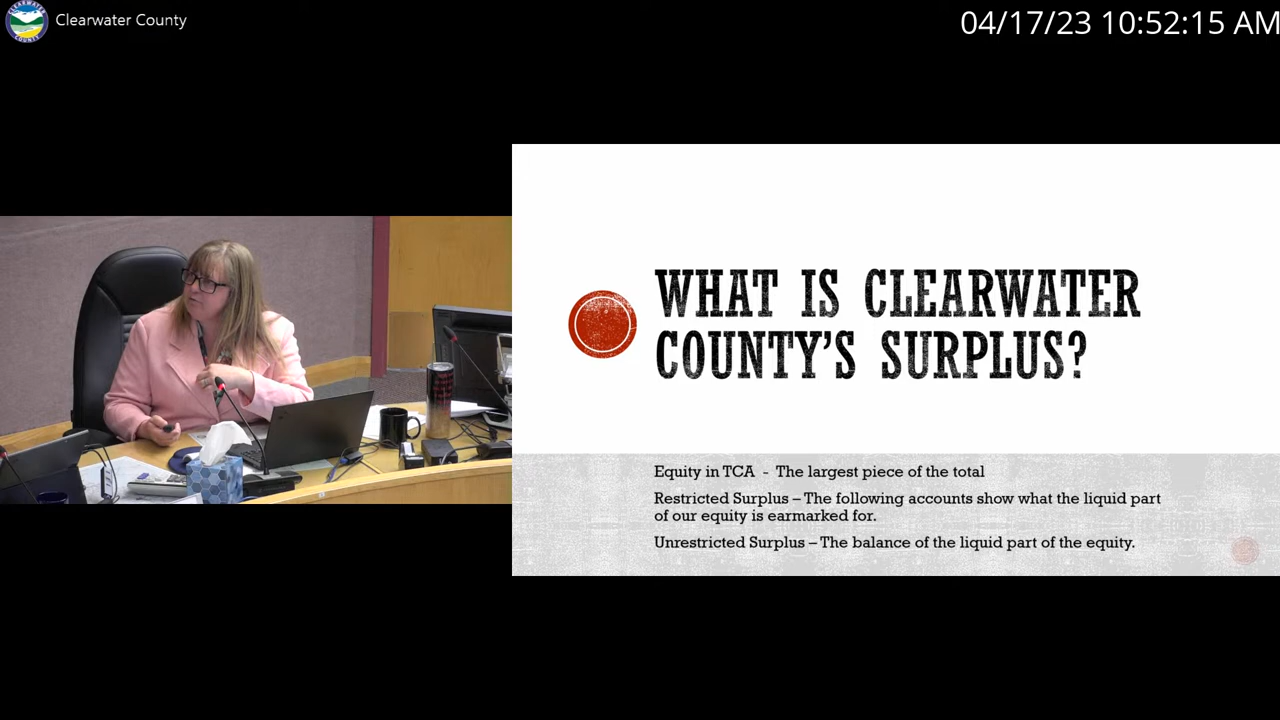 Clearwater County
04/17/23 10:52:15 AM
WHAT IS CLEARWATER
COUNTY'S SURPLUS?
Equity in TCA - The largest piece of the total
Restricted Surplus – The following accounts show what the liquid part
of our equity is earmarked for.
Unrestricted Surplus – The balance of the liquid part of the equity.